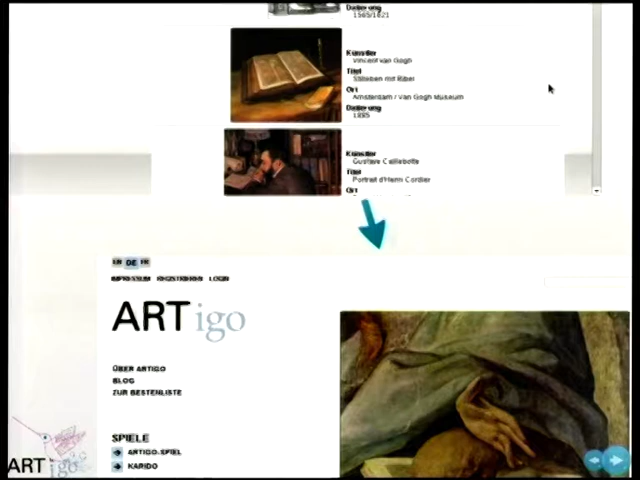 Datierung
1565/1621
Künstler
Vincent van Gogh
Titel
Stilleben mit Bibel
Ort
Amsterdam / Van Gogh Museum
Datierung
1885
Künstler
Gustave Caillebotte
Titel
Portrait d'Henri Cordier
Ort
EN DE FR
IMPRESSUM REGISTRIEREN LOGIN
ARTigo
ÜBER ARTIGO
BLOG
ZUR BESTENLISTE
SPIELE
ARTIGO-SPIEL
KARIDO
ARTigo